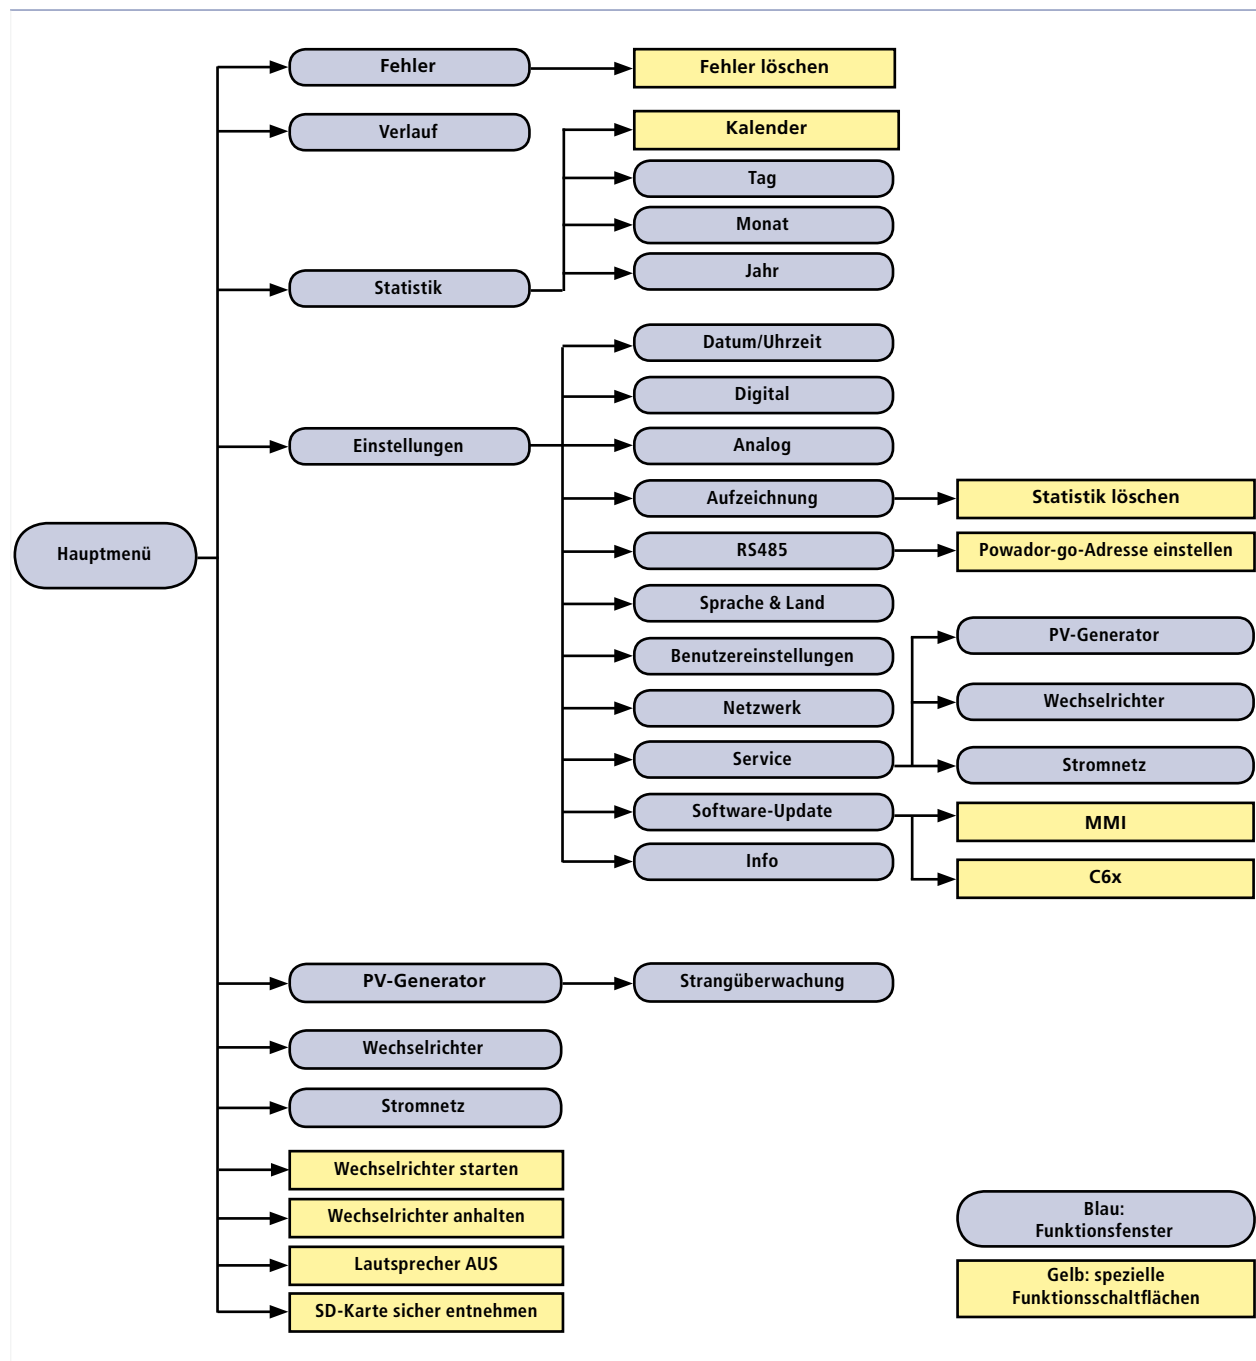 Fehler
Fehler löschen
Verlauf
Kalender
Tag
Monat
Jahr
Statistik
Datum/Uhrzeit
Digital
Einstellungen
Analog
Aufzeichnung
Statistik löschen
Hauptmenü
RS485
Powador-go-Adresse einstellen
Sprache & Land
Benutzereinstellungen
PV-Generator
Netzwerk
Wechselrichter
Service
Stromnetz
Software-Update
MMI
Info
C6x
PV-Generator
Strangüberwachung
Wechselrichter
Stromnetz
Wechselrichter starten
Wechselrichter anhalten
Lautsprecher AUS
SD-Karte sicher entnehmen
Blau:
Funktionsfenster
Gelb: spezielle
Funktionsschaltflächen